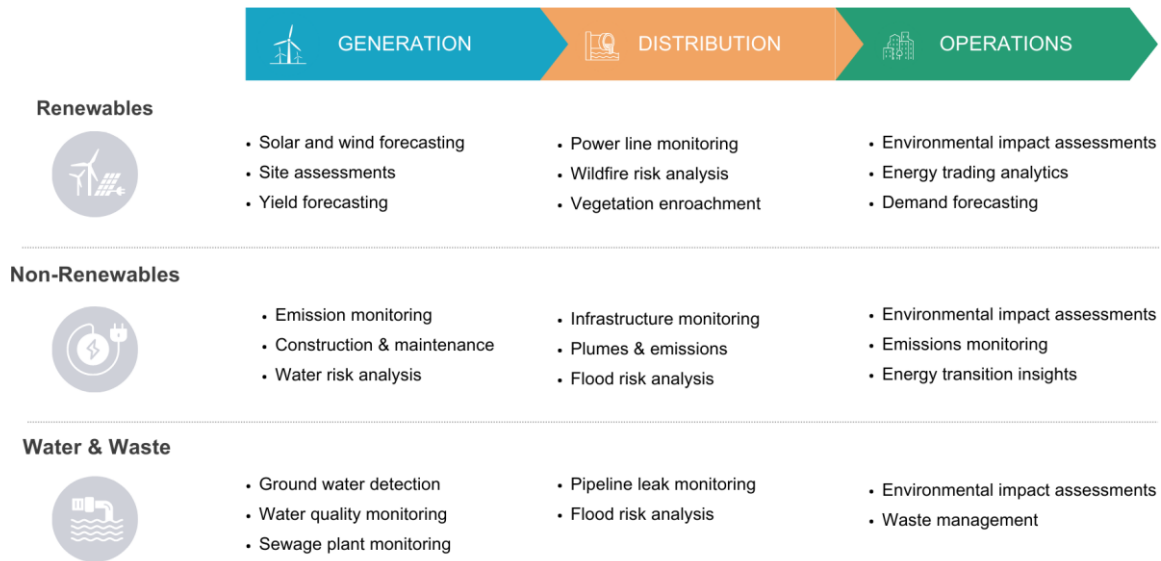 GENERATION
DISTRIBUTION
OPERATIONS
Renewables
• Solar and wind forecasting
• Site assessments
• Yield forecasting
• Power line monitoring
• Wildfire risk analysis
• Vegetation enroachment
• Environmental impact assessments
• Energy trading analytics
• Demand forecasting
Non-Renewables
• Emission monitoring
• Construction & maintenance
• Water risk analysis
• Infrastructure monitoring
• Plumes & emissions
• Flood risk analysis
• Environmental impact assessments
• Emissions monitoring
• Energy transition insights
Water & Waste
• Ground water detection
• Water quality monitoring
• Sewage plant monitoring
• Pipeline leak monitoring
• Flood risk analysis
• Environmental impact assessments
• Waste management